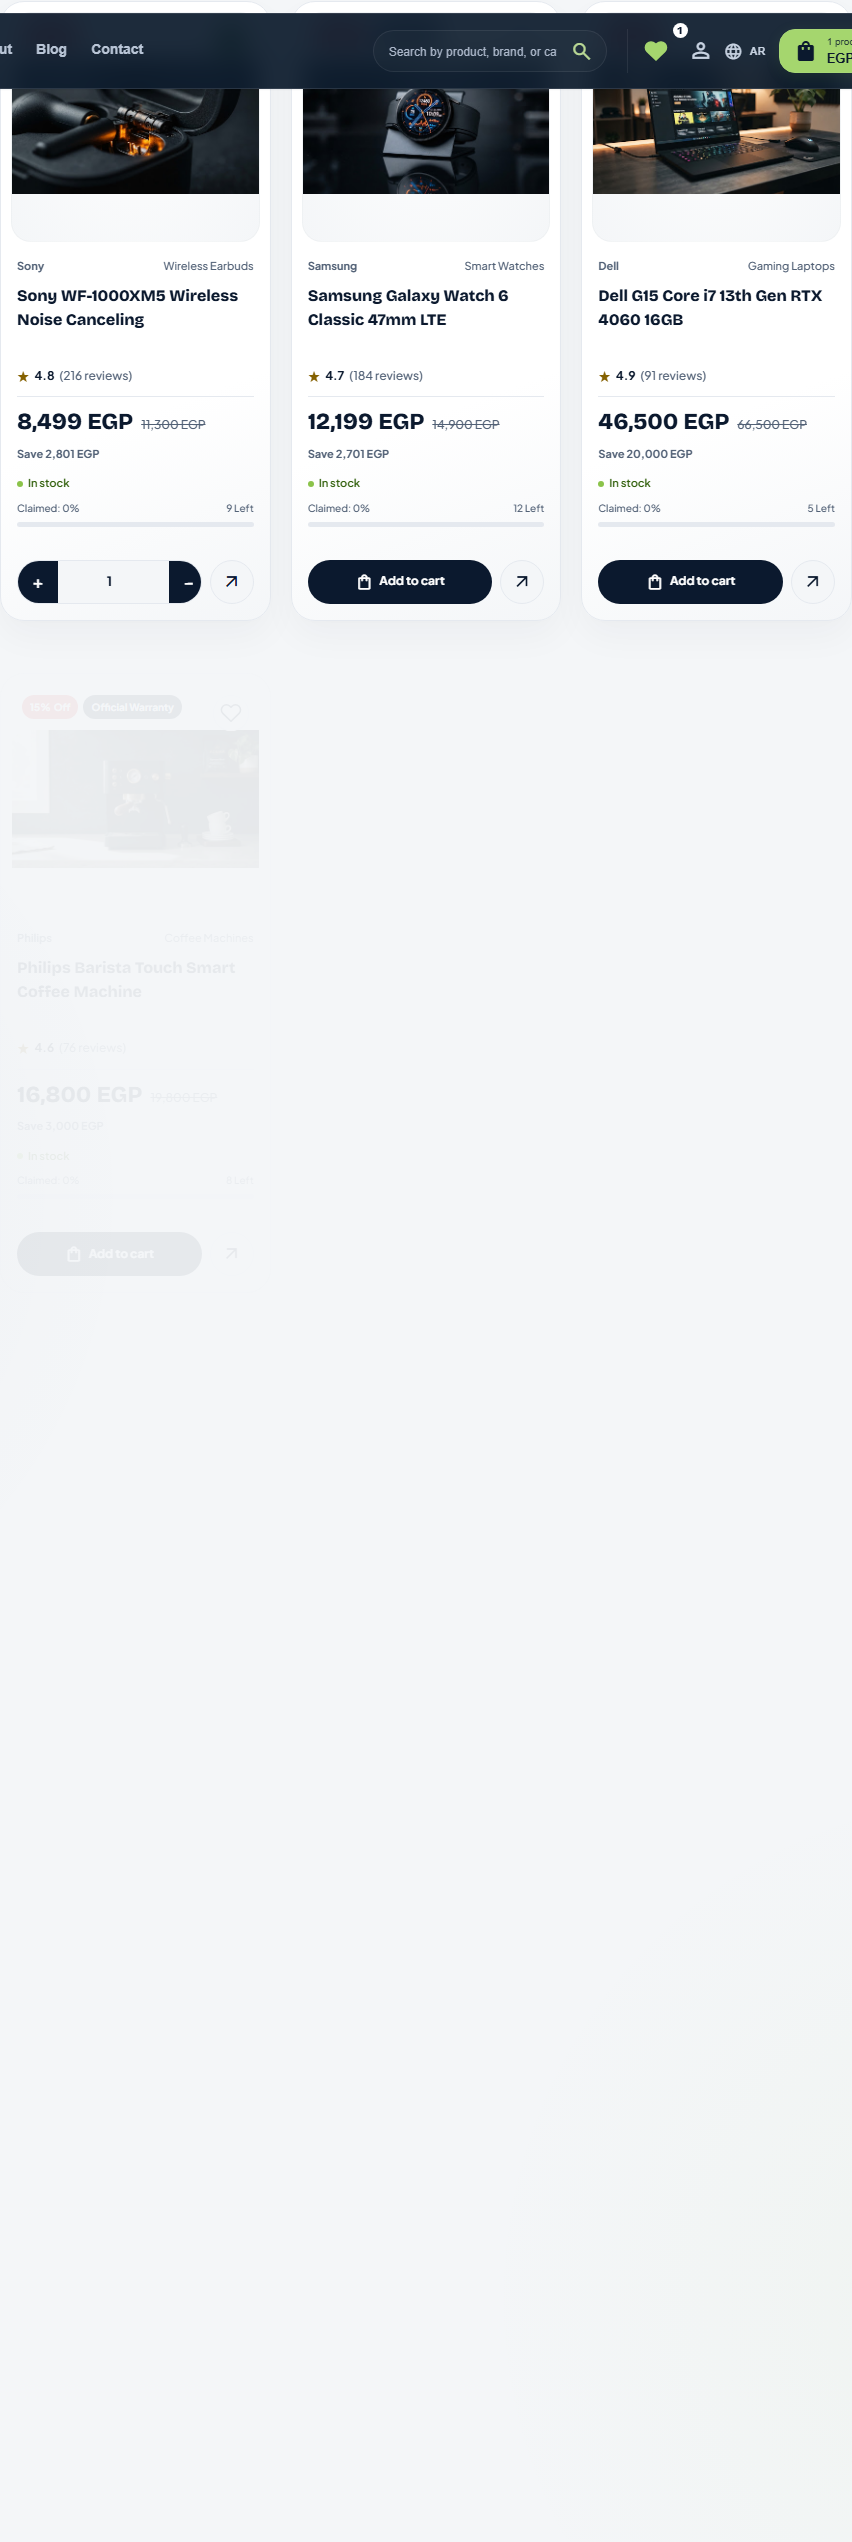 ut Blog Contact Search by product, brand, or ca 1 AR 1 proc
EGP
Sony Wireless Earbuds
Sony WF-1000XM5 Wireless
Noise Canceling
4.8 (216 reviews)
8,499 EGP 11,300 EGP
Save 2,801 EGP
In stock
Claimed: 0% 9 Left
+ 1 −
Samsung Smart Watches
Samsung Galaxy Watch 6
Classic 47mm LTE
4.7 (184 reviews)
12,199 EGP 14,900 EGP
Save 2,701 EGP
In stock
Claimed: 0% 12 Left
Add to cart
Dell Gaming Laptops
Dell G15 Core i7 13th Gen RTX
4060 16GB
4.9 (91 reviews)
46,500 EGP 66,500 EGP
Save 20,000 EGP
In stock
Claimed: 0% 5 Left
Add to cart
15% Off Official Warranty
Philips Coffee Machines
Philips Barista Touch Smart
Coffee Machine
4.6 (76 reviews)
16,800 EGP 19,800 EGP
Save 3,000 EGP
In stock
Claimed: 0% Left
Add to cart